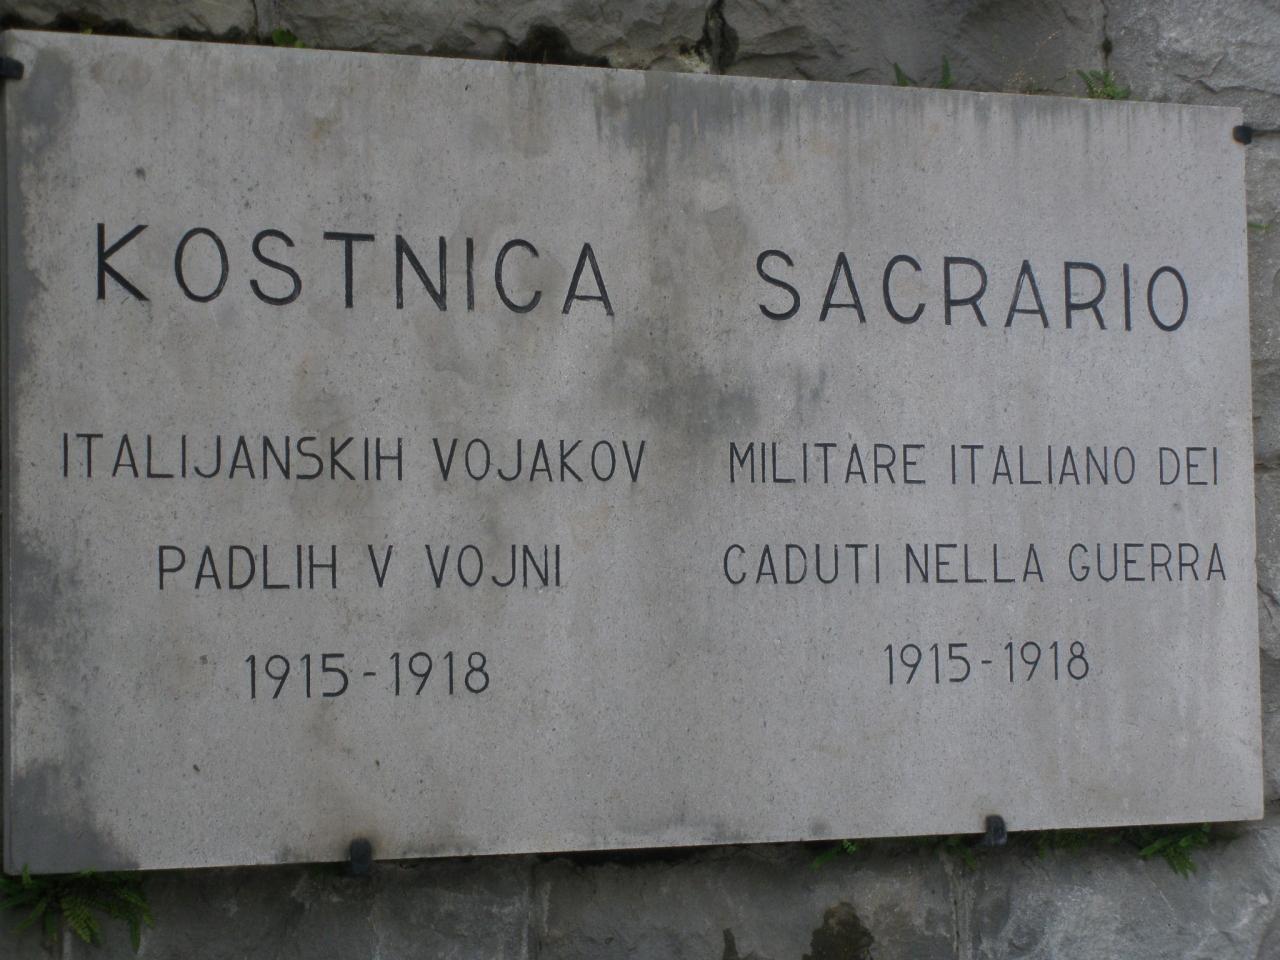 KOSTNICA
ITALIJANSKIH VOJAKOV
PADLIH V VOJNI
1915-1918
SACRARIO
MILITARE ITALIANO DEI
CADUTI NELLA GUERRA
1915-1918